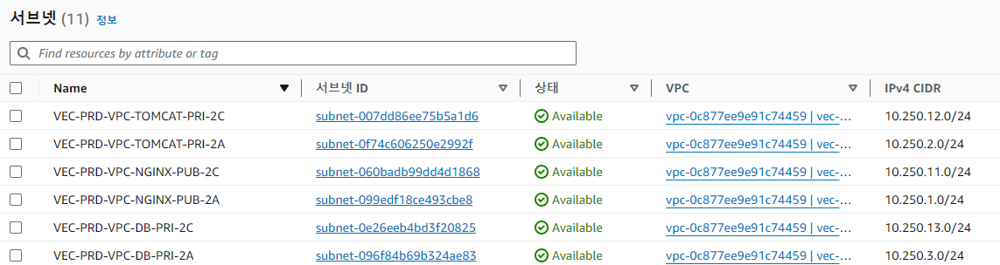 서브넷 (11) 정보
Find resources by attribute or tag
Name 서브넷 ID 상태 VPC IPv4 CIDR
VEC-PRD-VPC-TOMCAT-PRI-2C subnet-007dd86ee75b5a1d6 Available vpc-0c877ee9e91c74459 | vec-... 10.250.12.0/24
VEC-PRD-VPC-TOMCAT-PRI-2A subnet-0f74c606250e2992f Available vpc-0c877ee9e91c74459 | vec-... 10.250.2.0/24
VEC-PRD-VPC-NGINX-PUB-2C subnet-060badb99dd4d1868 Available vpc-0c877ee9e91c74459 | vec-... 10.250.11.0/24
VEC-PRD-VPC-NGINX-PUB-2A subnet-099edf18ce493cbe8 Available vpc-0c877ee9e91c74459 | vec-... 10.250.1.0/24
VEC-PRD-VPC-DB-PRI-2C subnet-0e26eeb4bd3f20825 Available vpc-0c877ee9e91c74459 | vec-... 10.250.13.0/24
VEC-PRD-VPC-DB-PRI-2A subnet-096f84b69b324ae83 Available vpc-0c877ee9e91c74459 | vec-... 10.250.3.0/24